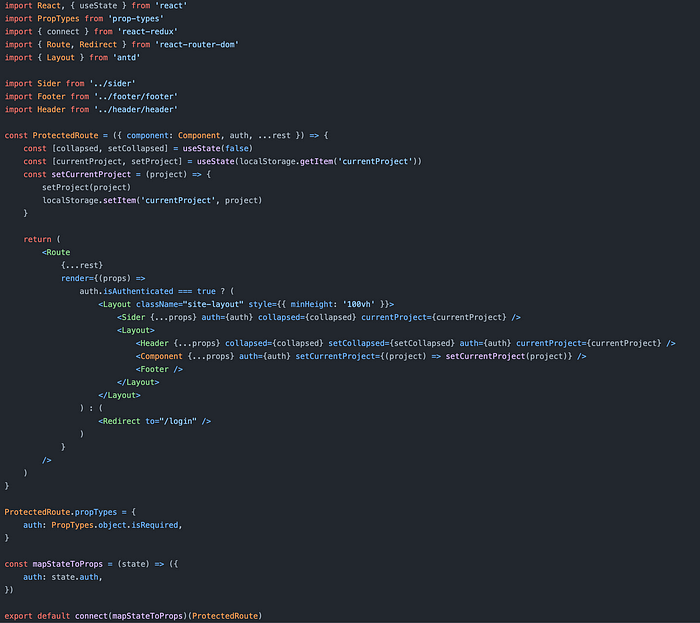 import React, { useState } from 'react'
import PropTypes from 'prop-types'
import { connect } from 'react-redux'
import { Route, Redirect } from 'react-router-dom'
import { Layout } from 'antd'

import Sider from '../sider'
import Footer from '../footer/footer'
import Header from '../header/header'

const ProtectedRoute = ({ component: Component, auth, ...rest }) => {
    const [collapsed, setCollapsed] = useState(false)
    const [currentProject, setProject] = useState(localStorage.getItem('currentProject'))
    const setCurrentProject = (project) => {
        setProject(project)
        localStorage.setItem('currentProject', project)
    }

    return (
        <Route
            {...rest}
            render={(props) =>
                auth.isAuthenticated === true ? (
                    <Layout className="site-layout" style={{ minHeight: '100vh' }}>
                        <Sider {...props} auth={auth} collapsed={collapsed} currentProject={currentProject} />
                        <Layout>
                            <Header {...props} collapsed={collapsed} setCollapsed={setCollapsed} auth={auth} currentProject={currentProject} />
                            <Component {...props} auth={auth} setCurrentProject={(project) => setCurrentProject(project)} />
                            <Footer />
                        </Layout>
                    </Layout>
                ) : (
                    <Redirect to="/login" />
                )
            }
        />
    )
}

ProtectedRoute.propTypes = {
    auth: PropTypes.object.isRequired,
}

const mapStateToProps = (state) => ({
    auth: state.auth,
})

export default connect(mapStateToProps)(ProtectedRoute)